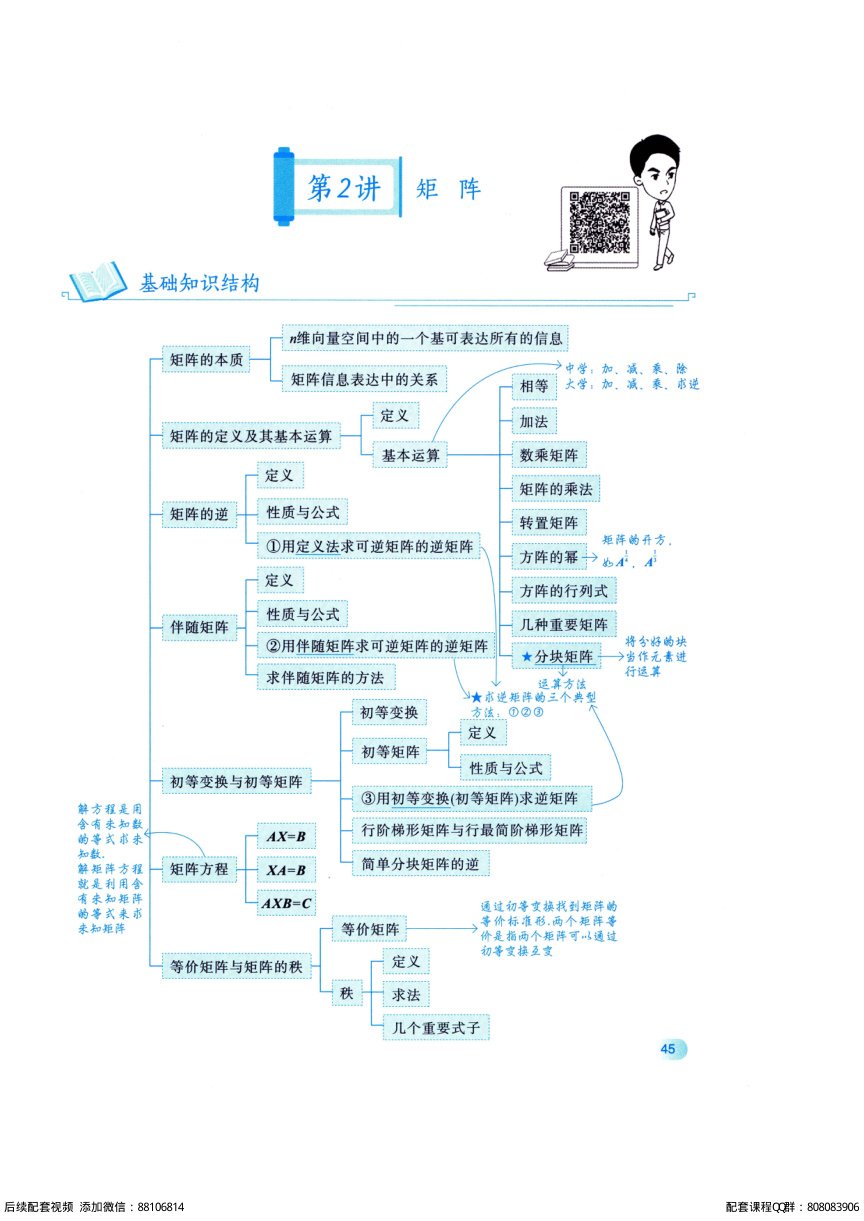 第2讲 矩 阵
基础知识结构
矩阵的本质
n维向量空间中的一个基可表达所有的信息
矩阵信息表达中的关系
矩阵的定义及其基本运算
定义
基本运算
中学：加、减、乘、除
大学：加、减、乘、求逆
相等
加法
数乘矩阵
矩阵的乘法
转置矩阵
方阵的幂
矩阵的开方，
方阵的行列式
几种重要矩阵
★分块矩阵
将分好的块
当作元素进
行运算
运算方法
矩阵的逆
定义
性质与公式
①用定义法求可逆矩阵的逆矩阵
伴随矩阵
定义
性质与公式
②用伴随矩阵求可逆矩阵的逆矩阵
求伴随矩阵的方法
★求逆矩阵的三个典型
方法：①②③
初等变换与初等矩阵
初等变换
初等矩阵
定义
性质与公式
③用初等变换(初等矩阵)求逆矩阵
行阶梯形矩阵与行最简阶梯形矩阵
简单分块矩阵的逆
解方程是用
含有未知数
的等式求未
知数.
解矩阵方程
就是利用含
有未知矩阵
的等式来求
未知矩阵
矩阵方程
AX=B
XA=B
AXB=C
等价矩阵与矩阵的秩
等价矩阵
通过初等变换找到矩阵的
等价标准形.两个矩阵等
价是指两个矩阵可以通过
初等变换互变
秩
定义
求法
几个重要式子
45
后续配套视频 添加微信：88106814
配套课程QQ群：808083906